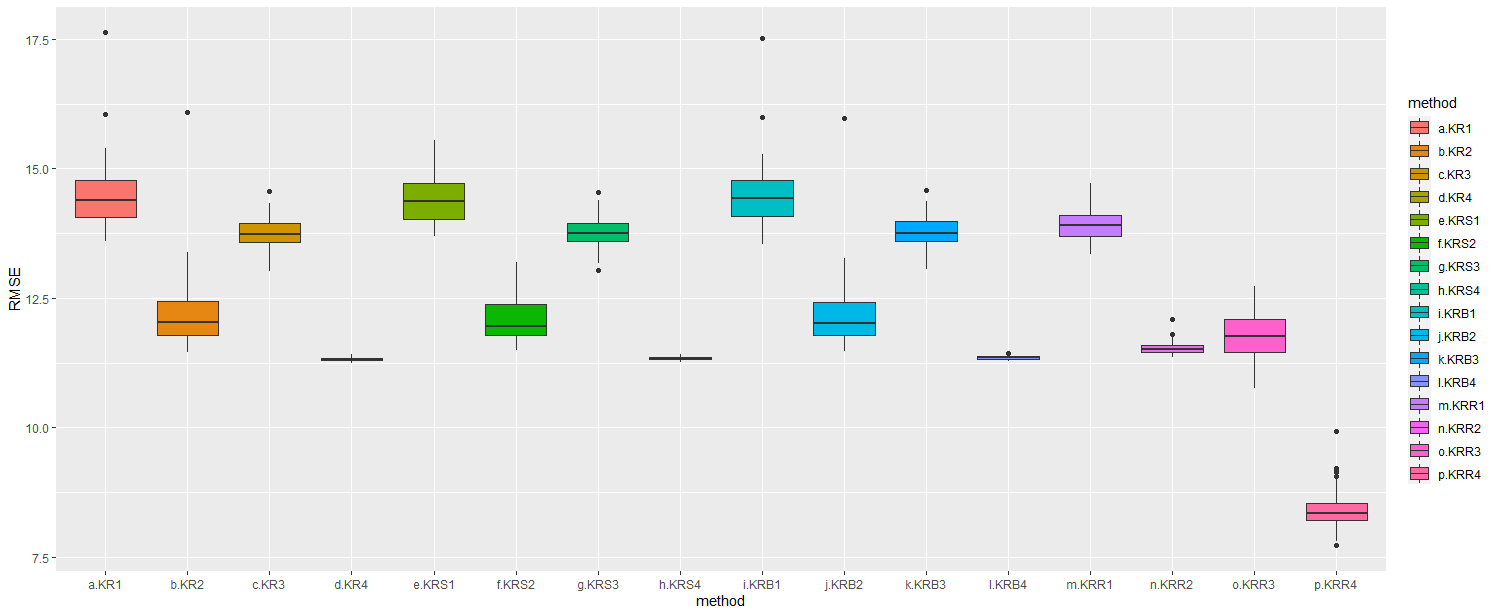 RMSE
17.5
15.0
12.5
10.0
7.5
a.KR1 b.KR2 c.KR3 d.KR4 e.KRS1 f.KRS2 g.KRS3 h.KRS4 i.KRB1 j.KRB2 k.KRB3 l.KRB4 m.KRR1 n.KRR2 o.KRR3 p.KRR4
method
method
a.KR1
b.KR2
c.KR3
d.KR4
e.KRS1
f.KRS2
g.KRS3
h.KRS4
i.KRB1
j.KRB2
k.KRB3
l.KRB4
m.KRR1
n.KRR2
o.KRR3
p.KRR4